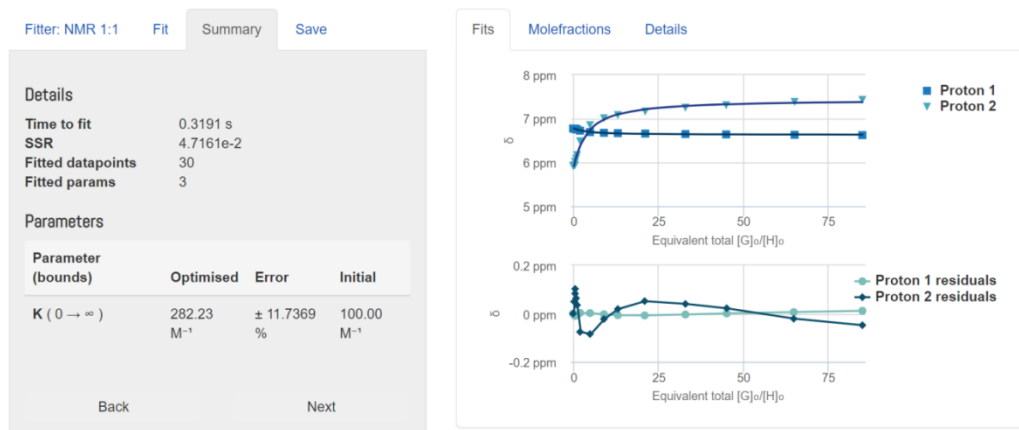 Fitter: NMR 1:1 Fit Summary Save
Details
Time to fit 0.3191 s
SSR 4.7161e-2
Fitted datapoints 30
Fitted params 3
Parameters
Parameter
(bounds) Optimised Error Initial
K ( 0 → ∞ ) 282.23 ± 11.7369 100.00
M⁻¹ % M⁻¹
Back Next
Fits Molefractions Details
8 ppm
7 ppm
6 ppm
5 ppm
δ
0 25 50 75
Equivalent total [G]₀/[H]₀
Proton 1
Proton 2
0.2 ppm
0 ppm
-0.2 ppm
δ
0 25 50 75
Equivalent total [G]₀/[H]₀
Proton 1 residuals
Proton 2 residuals